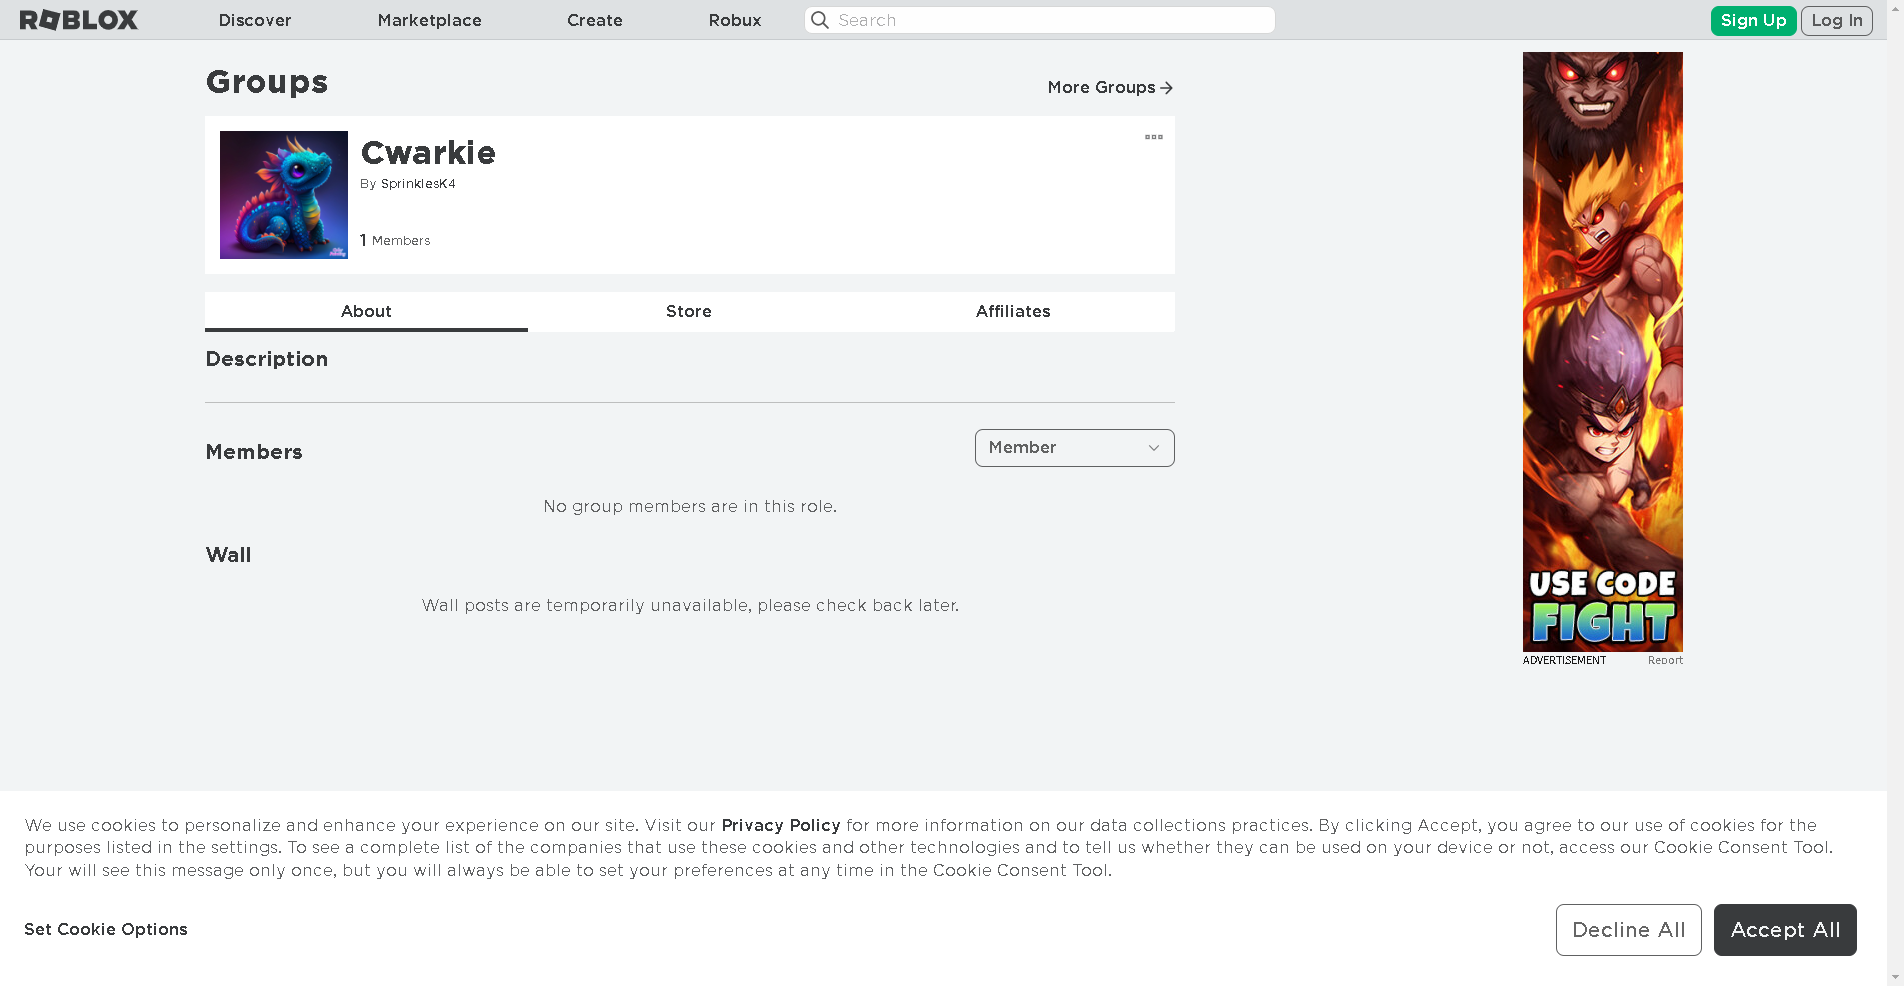 ROBLOX
Discover
Marketplace
Create
Robux
Search
Sign Up
Log In
Groups
More Groups
Cwarkie
By SprinklesK4
1 Members
About
Store
Affiliates
Description
Members
Member
No group members are in this role.
Wall
Wall posts are temporarily unavailable, please check back later.
USE CODE
FIGHT
ADVERTISEMENT
Report
We use cookies to personalize and enhance your experience on our site. Visit our Privacy Policy for more information on our data collections practices. By clicking Accept, you agree to our use of cookies for the
purposes listed in the settings. To see a complete list of the companies that use these cookies and other technologies and to tell us whether they can be used on your device or not, access our Cookie Consent Tool.
Your will see this message only once, but you will always be able to set your preferences at any time in the Cookie Consent Tool.
Set Cookie Options
Decline All
Accept All